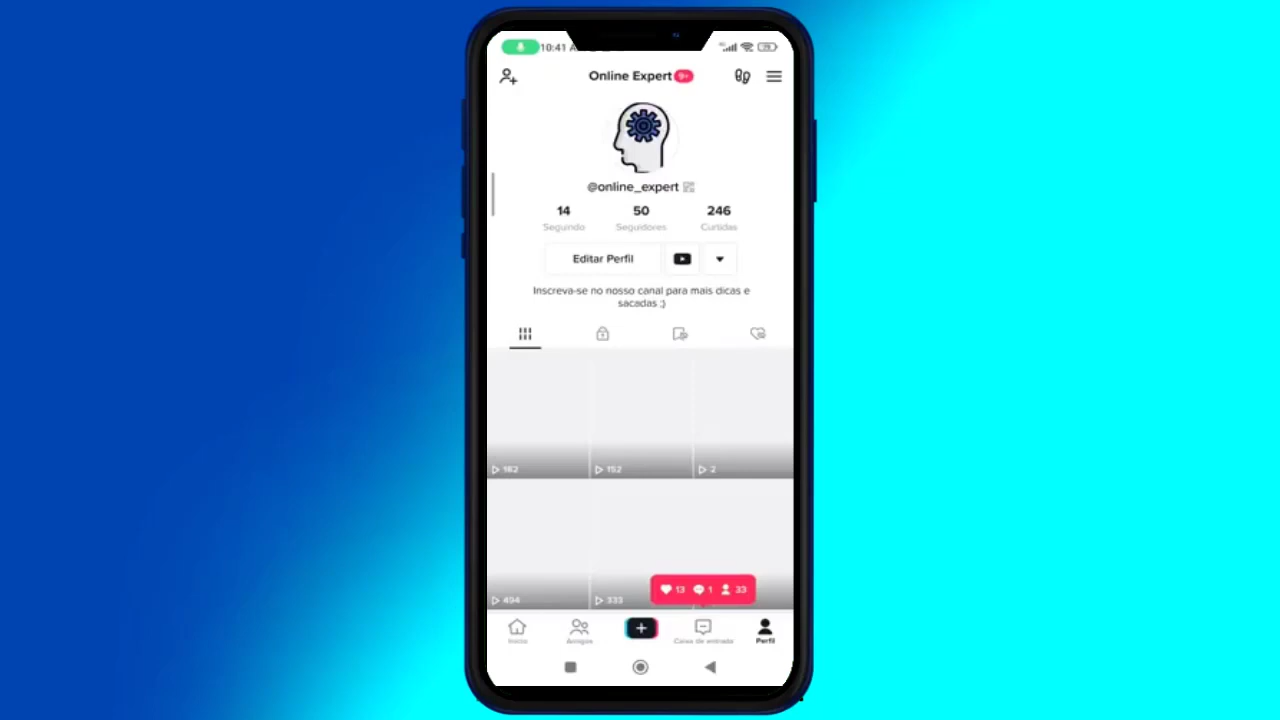 10:41 A
Online Expert 9+
@online_expert
14 50 246
Seguindo Seguidores Curtidas
Editar Perfil
Inscreva-se no nosso canal para mais dicas e
sacadas ;)
182 152 2
494 333
13 1 33
Início Amigos Caixa de entrada Perfil